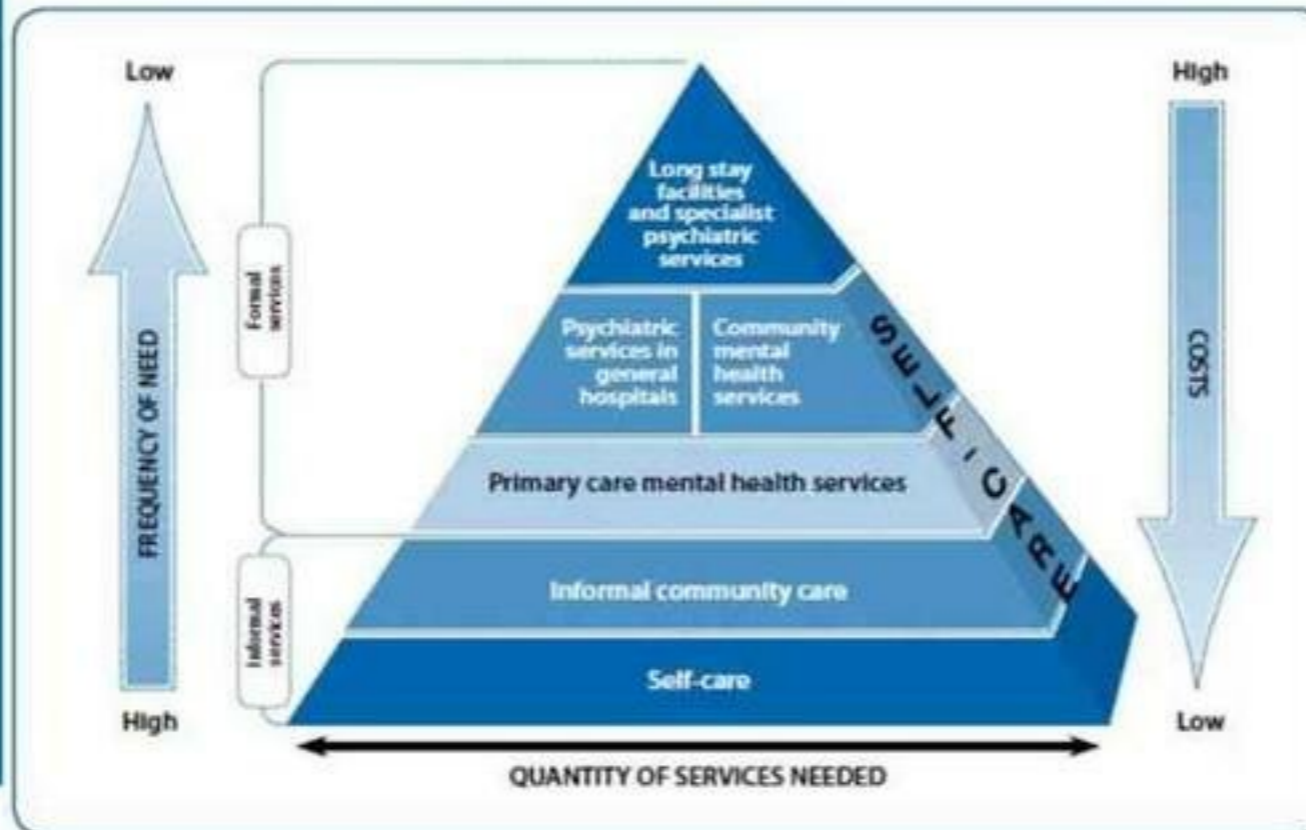 Low
High
Long stay
facilities
and specialist
psychiatric
services
Formal
services
Psychiatric
services in
general
hospitals
Community
mental
health
services
SELF-CARE
FREQUENCY OF NEED
COSTS
Primary care mental health services
Informal
services
Informal community care
Self-care
High
Low
QUANTITY OF SERVICES NEEDED